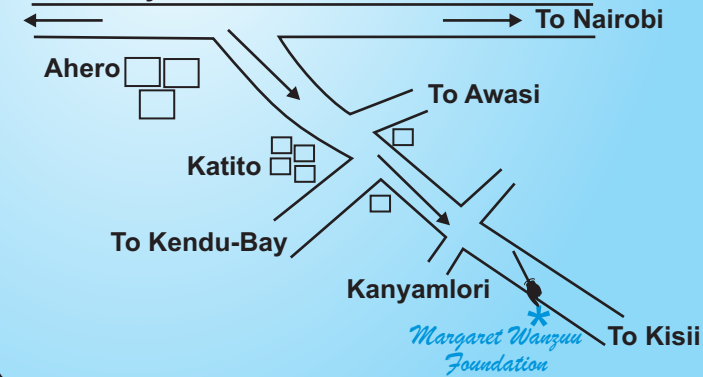 To Nairobi
Ahero
To Awasi
Katito
To Kendu-Bay
Kanyamlori
Margaret Wanzuu
Foundation
To Kisii